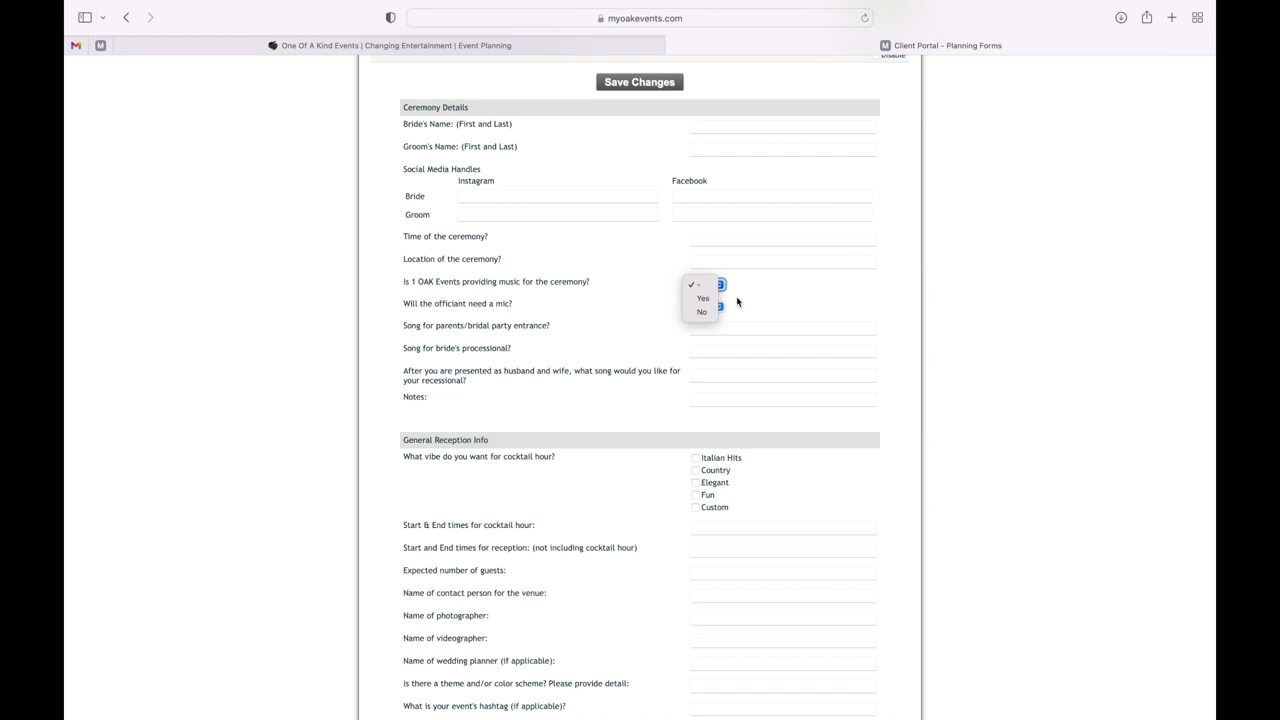 myoakevents.com
M
One Of A Kind Events | Changing Entertainment | Event Planning
M Client Portal - Planning Forms
Disable
Save Changes
Ceremony Details
Bride's Name: (First and Last)
Groom's Name: (First and Last)
Social Media Handles
Instagram Facebook
Bride
Groom
Time of the ceremony?
Location of the ceremony?
Is 1 OAK Events providing music for the ceremony?
✓ -
Yes
No
Will the officiant need a mic?
Song for parents/bridal party entrance?
Song for bride's processional?
After you are presented as husband and wife, what song would you like for
your recessional?
Notes:
General Reception Info
What vibe do you want for cocktail hour?
Italian Hits
Country
Elegant
Fun
Custom
Start & End times for cocktail hour:
Start and End times for reception: (not including cocktail hour)
Expected number of guests:
Name of contact person for the venue:
Name of photographer:
Name of videographer:
Name of wedding planner (if applicable):
Is there a theme and/or color scheme? Please provide detail:
What is your event's hashtag (if applicable)?